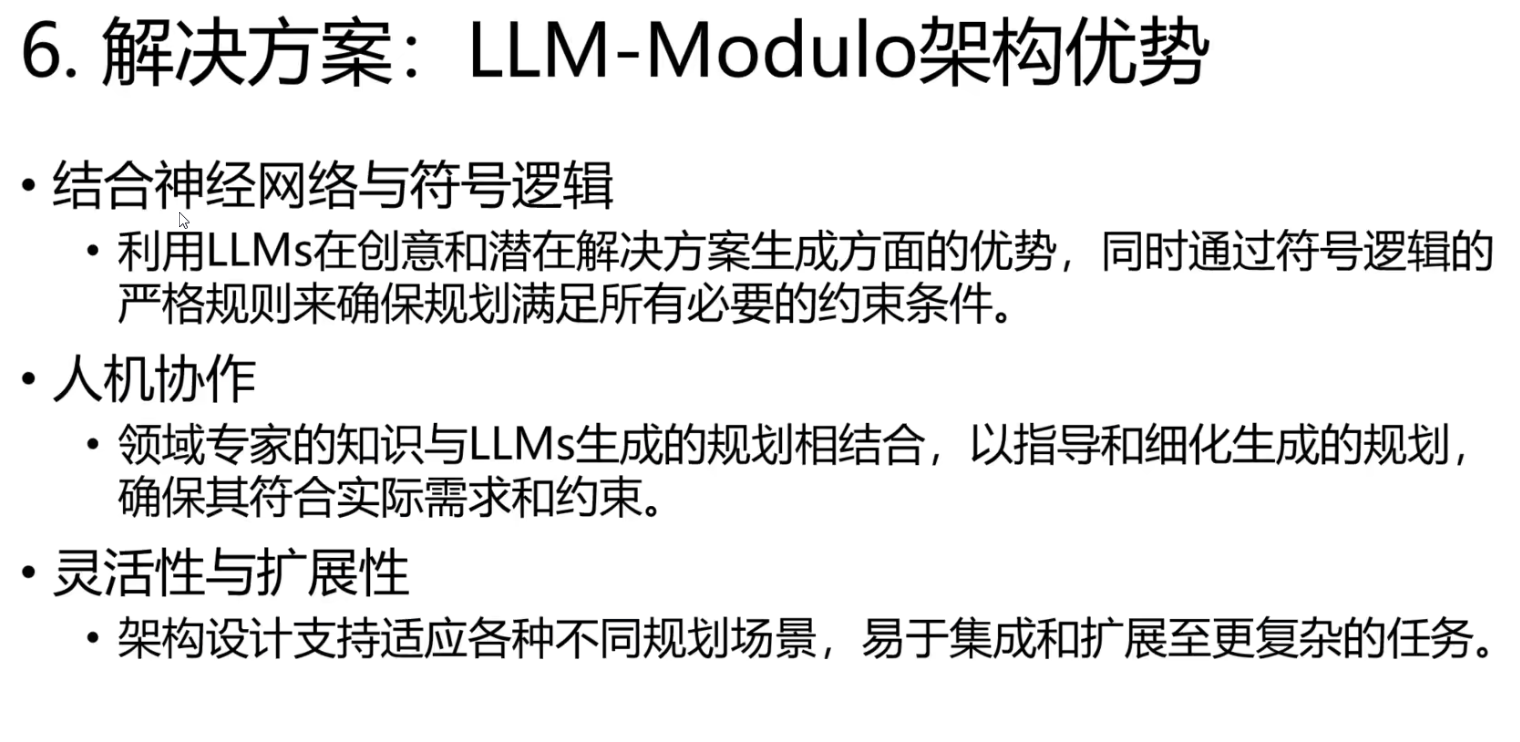 6. 解决方案：LLM-Modulo架构优势
• 结合神经网络与符号逻辑
• 利用LLMs在创意和潜在解决方案生成方面的优势，同时通过符号逻辑的
严格规则来确保规划满足所有必要的约束条件。
• 人机协作
• 领域专家的知识与LLMs生成的规划相结合，以指导和细化生成的规划，
确保其符合实际需求和约束。
• 灵活性与扩展性
• 架构设计支持适应各种不同规划场景，易于集成和扩展至更复杂的任务。